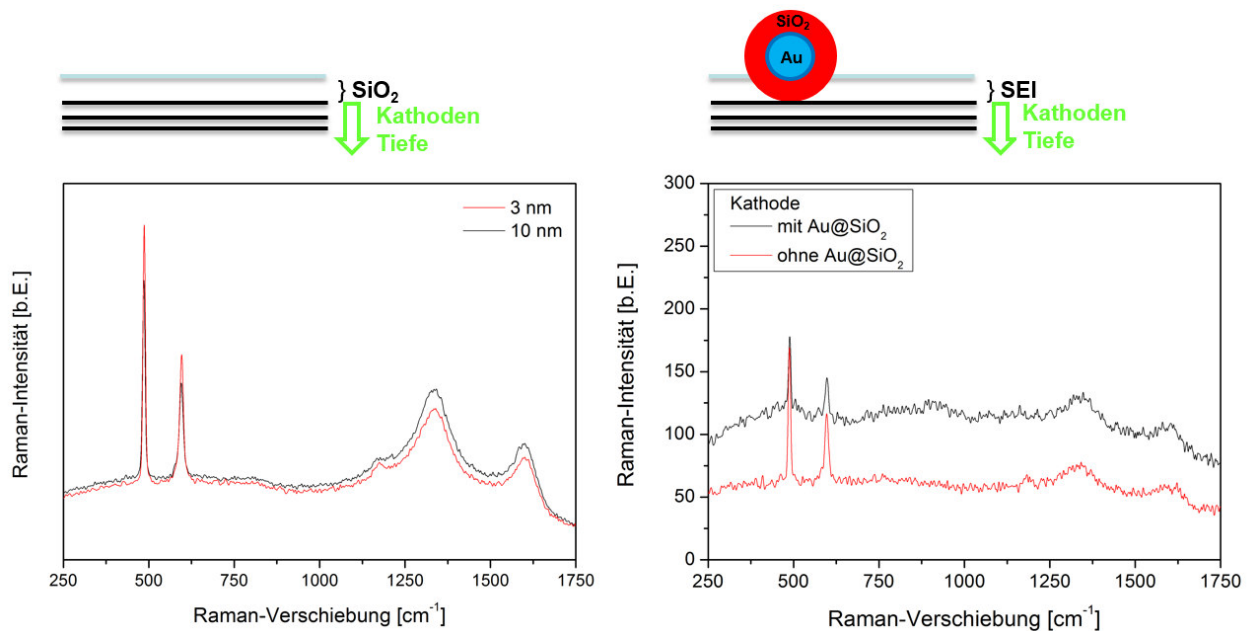 } SiO₂
Kathoden
Tiefe
3 nm
10 nm
Raman-Intensität [b.E.]
250 500 750 1000 1250 1500 1750
Raman-Verschiebung [cm⁻¹]
SiO₂
Au
} SEI
Kathoden
Tiefe
300
250
200
150
100
50
0
Kathode
mit Au@SiO₂
ohne Au@SiO₂
Raman-Intensität [b.E.]
250 500 750 1000 1250 1500 1750
Raman-Verschiebung [cm⁻¹]